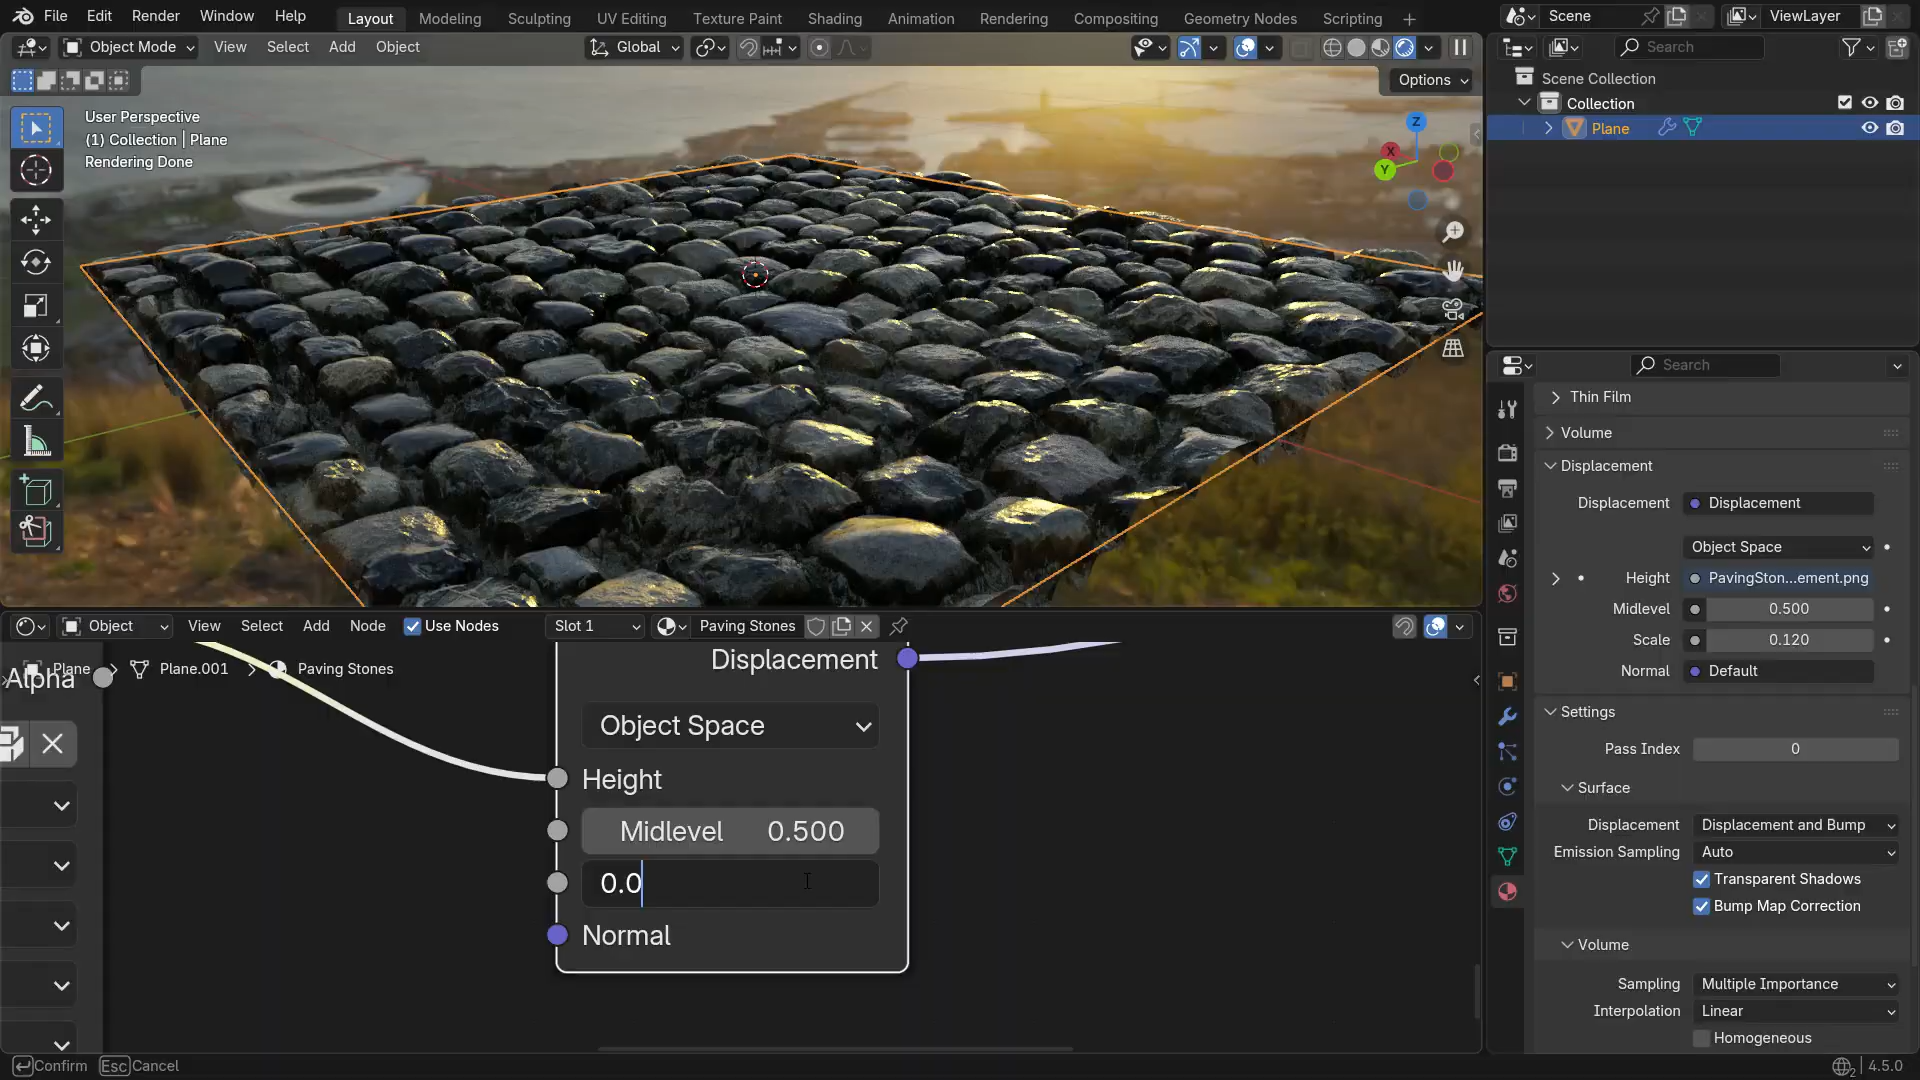 File Edit Render Window Help Layout Modeling Sculpting UV Editing Texture Paint Shading Animation Rendering Compositing Geometry Nodes Scripting + Scene ViewLayer
Object Mode View Select Add Object Global
Search
Options
User Perspective
(1) Collection | Plane
Rendering Done
Z
X
Y
Scene Collection
Collection
Plane
Search
Thin Film
Volume
Displacement
Displacement Displacement
Object Space
Height PavingSton...ement.png
Midlevel 0.500
Scale 0.120
Normal Default
Settings
Pass Index 0
Surface
Displacement Displacement and Bump
Emission Sampling Auto
Transparent Shadows
Bump Map Correction
Volume
Sampling Multiple Importance
Interpolation Linear
Homogeneous
Object View Select Add Node Use Nodes Slot 1 Paving Stones
Plane Plane.001 Paving Stones
Alpha
Displacement
Object Space
Height
Midlevel 0.500
0.0
Normal
Confirm Esc Cancel
2 4.5.0